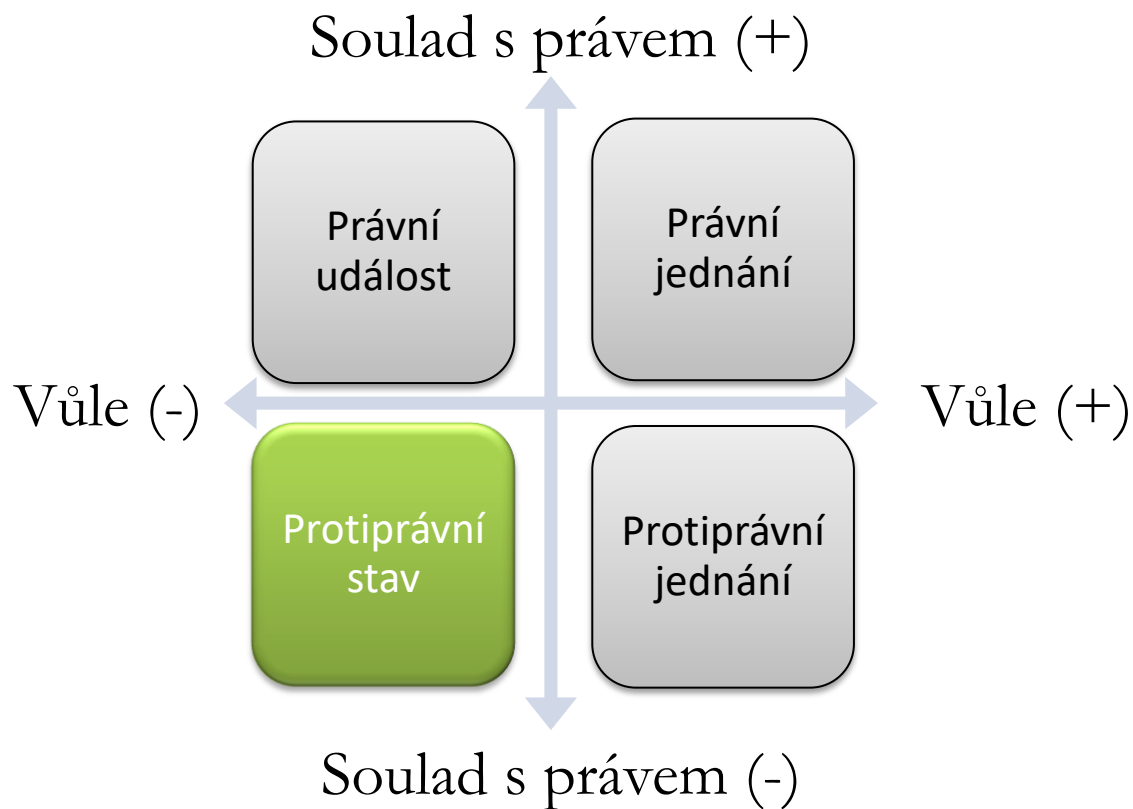 Soulad s právem (+)
Právní
událost
Právní
jednání
Vůle (-)
Vůle (+)
Protiprávní
stav
Protiprávní
jednání
Soulad s právem (-)